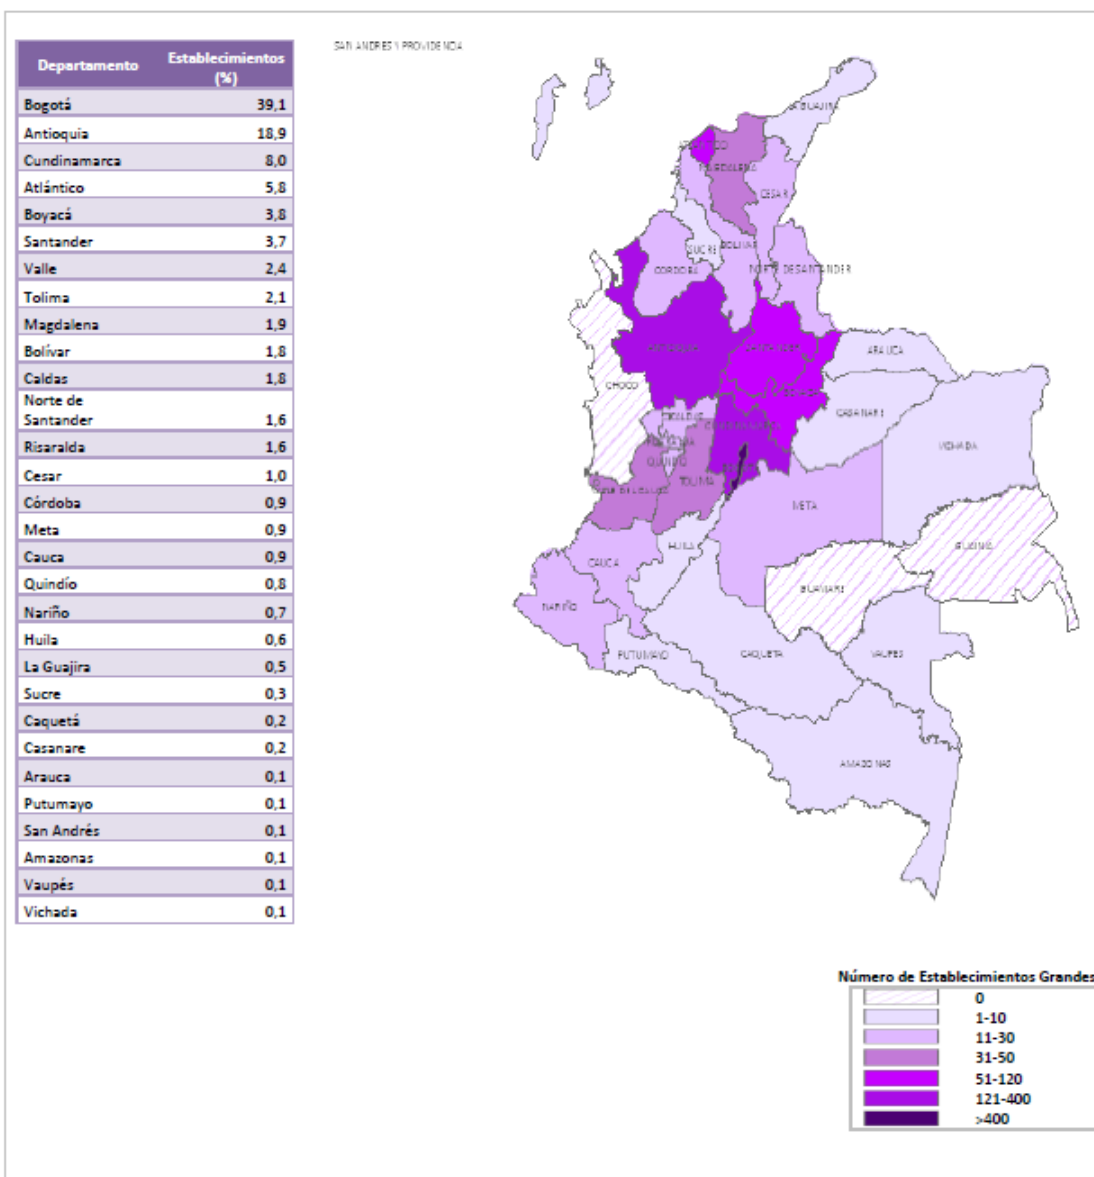 Departamento Establecimientos (%)
Bogotá 39,1
Antioquia 18,9
Cundinamarca 8,0
Atlántico 5,8
Boyacá 3,8
Santander 3,7
Valle 2,4
Tolima 2,1
Magdalena 1,9
Bolívar 1,8
Caldas 1,8
Norte de
Santander 1,6
Risaralda 1,6
Cesar 1,0
Córdoba 0,9
Meta 0,9
Cauca 0,9
Quindío 0,8
Nariño 0,7
Huila 0,6
La Guajira 0,5
Sucre 0,3
Caquetá 0,2
Casanare 0,2
Arauca 0,1
Putumayo 0,1
San Andrés 0,1
Amazonas 0,1
Vaupés 0,1
Vichada 0,1
SAN ANDRES Y PROVIDENCIA
LA GUAJIRA
MAGDALENA
CESAR
SUCRE
BOLIVAR
CORDOBA
NORTE DE SANTANDER
ARAUCA
CHOCO
CASANARE
VICHADA
CALDAS
QUINDIO
TOLIMA
META
HUILA
GUAINIA
CAUCA
GUAVIARE
NARIÑO
PUTUMAYO
CAQUETA
VAUPES
AMAZONAS
Número de Establecimientos Grandes
0
1-10
11-30
31-50
51-120
121-400
>400